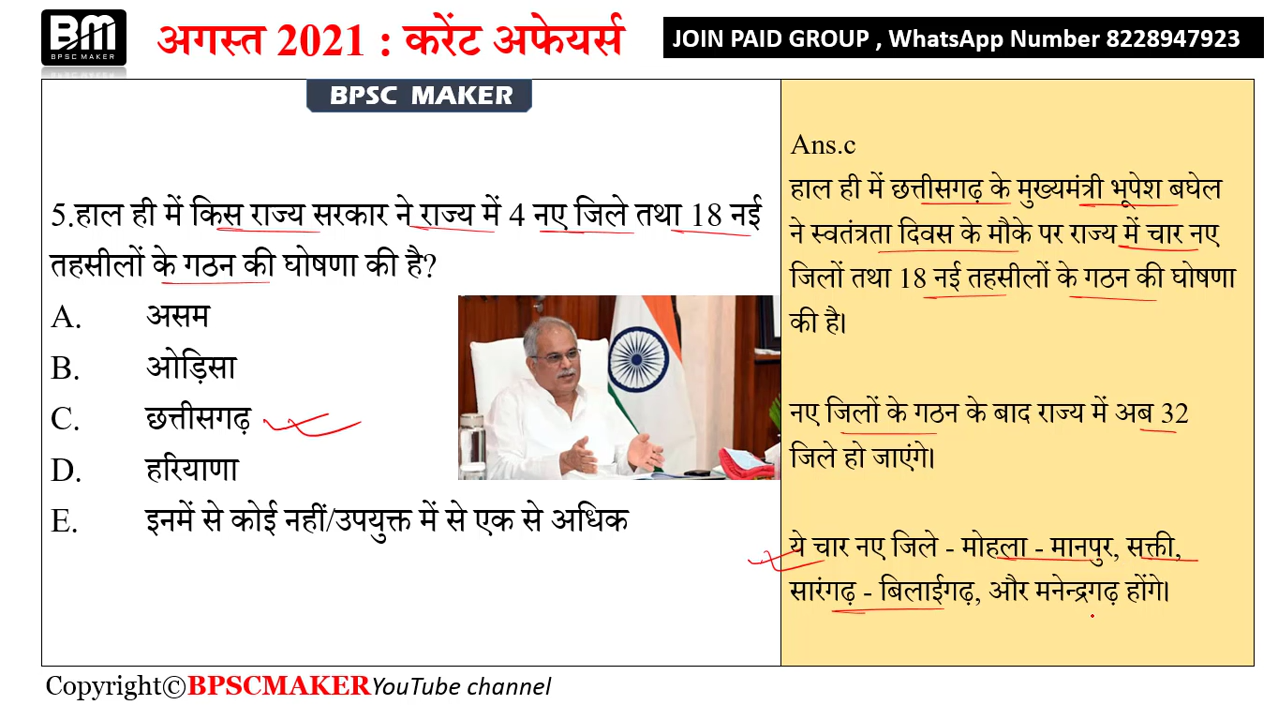 BM
BPSC MAKER
अगस्त 2021 : करेंट अफेयर्स
JOIN PAID GROUP , WhatsApp Number 8228947923
BPSC MAKER
5.हाल ही में किस राज्य सरकार ने राज्य में 4 नए जिले तथा 18 नई
तहसीलों के गठन की घोषणा की है?
A. असम
B. ओड़िसा
C. छत्तीसगढ़
D. हरियाणा
E. इनमें से कोई नहीं/उपयुक्त में से एक से अधिक
Ans.c
हाल ही में छत्तीसगढ़ के मुख्यमंत्री भूपेश बघेल
ने स्वतंत्रता दिवस के मौके पर राज्य में चार नए
जिलों तथा 18 नई तहसीलों के गठन की घोषणा
की है।
नए जिलों के गठन के बाद राज्य में अब 32
जिले हो जाएंगे।
ये चार नए जिले - मोहला - मानपुर, सक्ती,
सारंगढ़ - बिलाईगढ़, और मनेन्द्रगढ़ होंगे।
Copyright©BPSCMAKERYouTube channel